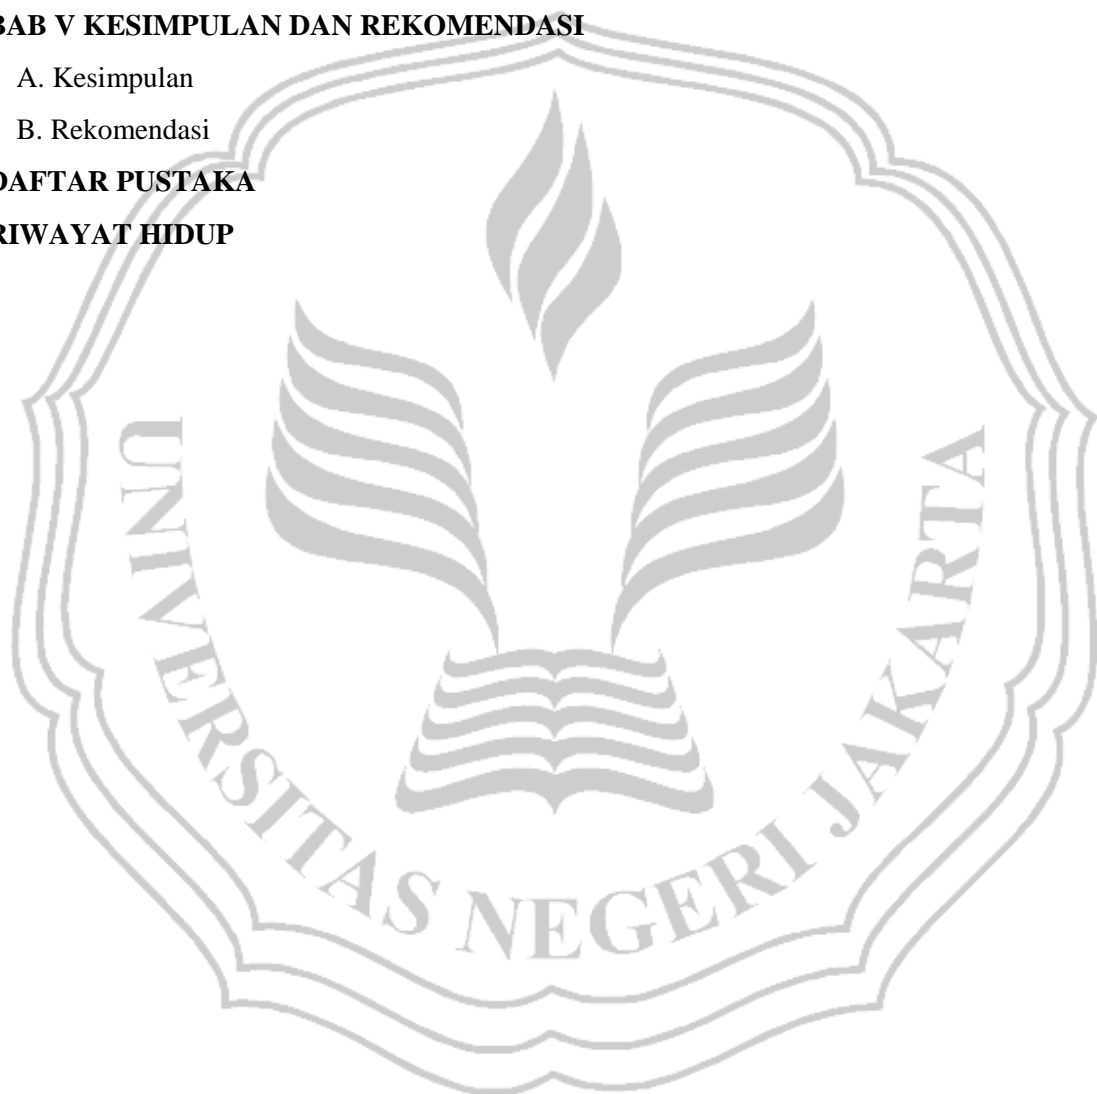 BAB V KESIMPULAN DAN REKOMENDASI
A. Kesimpulan
B. Rekomendasi
DAFTAR PUSTAKA
RIWAYAT HIDUP
UNIVERSITAS NEGERI JAKARTA